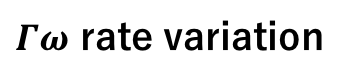 Γω rate variation